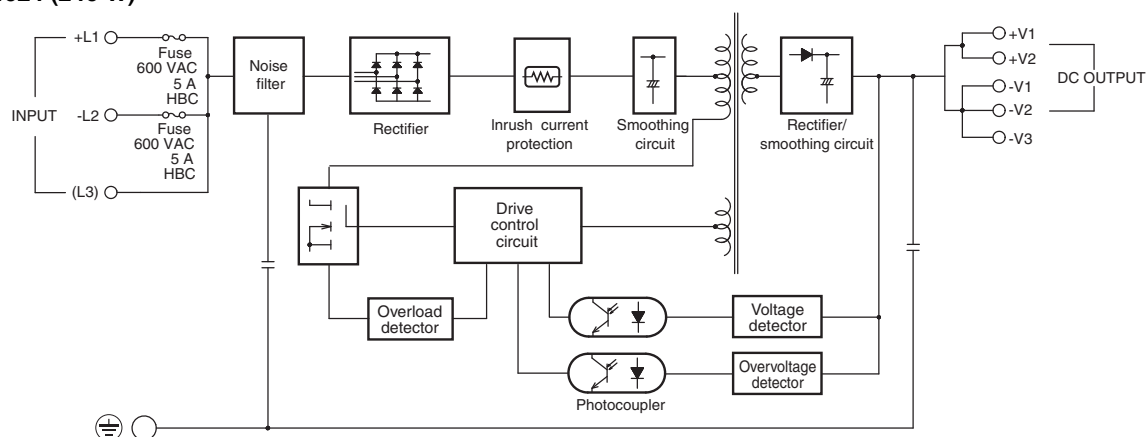 +L1
Fuse
600 VAC
5 A
HBC
INPUT
-L2
Fuse
600 VAC
5 A
HBC
(L3)
Noise
filter
Rectifier
Inrush current
protection
Smoothing
circuit
Rectifier/
smoothing circuit
+V1
+V2
DC OUTPUT
-V1
-V2
-V3
Drive
control
circuit
Overload
detector
Voltage
detector
Overvoltage
detector
Photocoupler